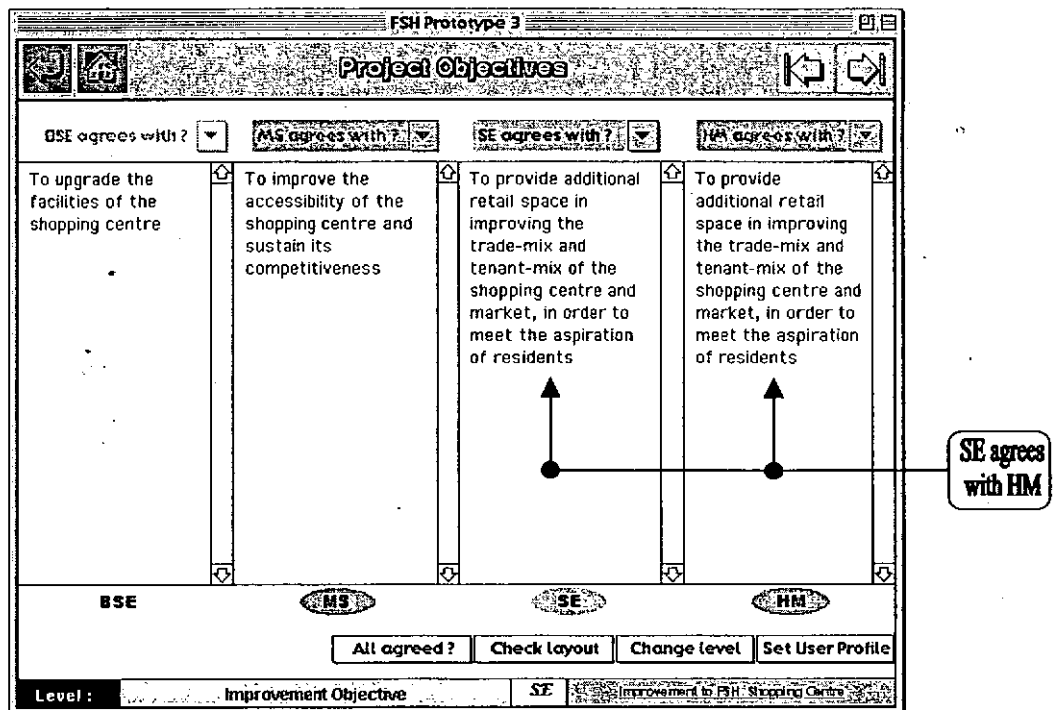 FSH Prototype 3
Project Objectives
BSE agrees with ?
MS agrees with ?
SE agrees with ?
HM agrees with ?
To upgrade the
facilities of the
shopping centre
To improve the
accessibility of the
shopping centre and
sustain its
competitiveness
To provide additional
retail space in
improving the
trade-mix and
tenant-mix of the
shopping centre and
market, in order to
meet the aspiration
of residents
To provide
additional retail
space in improving
the trade-mix and
tenant-mix of the
shopping centre and
market, in order to
meet the aspiration
of residents
SE agrees
with HM
BSE
MS
SE
HM
All agreed ?
Check layout
Change level
Set User Profile
Level :
Improvement Objective
SE
Improvement to FSH Shopping Centre